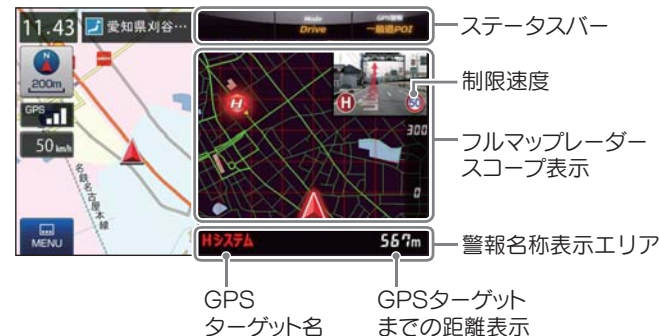 11.43
愛知県刈谷…
Mode
Drive
GPS警報
一般道POI
ステータスバー
N
200m
GPS
50 km/h
名鉄名古屋本線
MENU
H
H
50
制限速度
300
0
フルマップレーダー
スコープ表示
Hシステム
567m
警報名称表示エリア
GPS
ターゲット名
GPSターゲット
までの距離表示